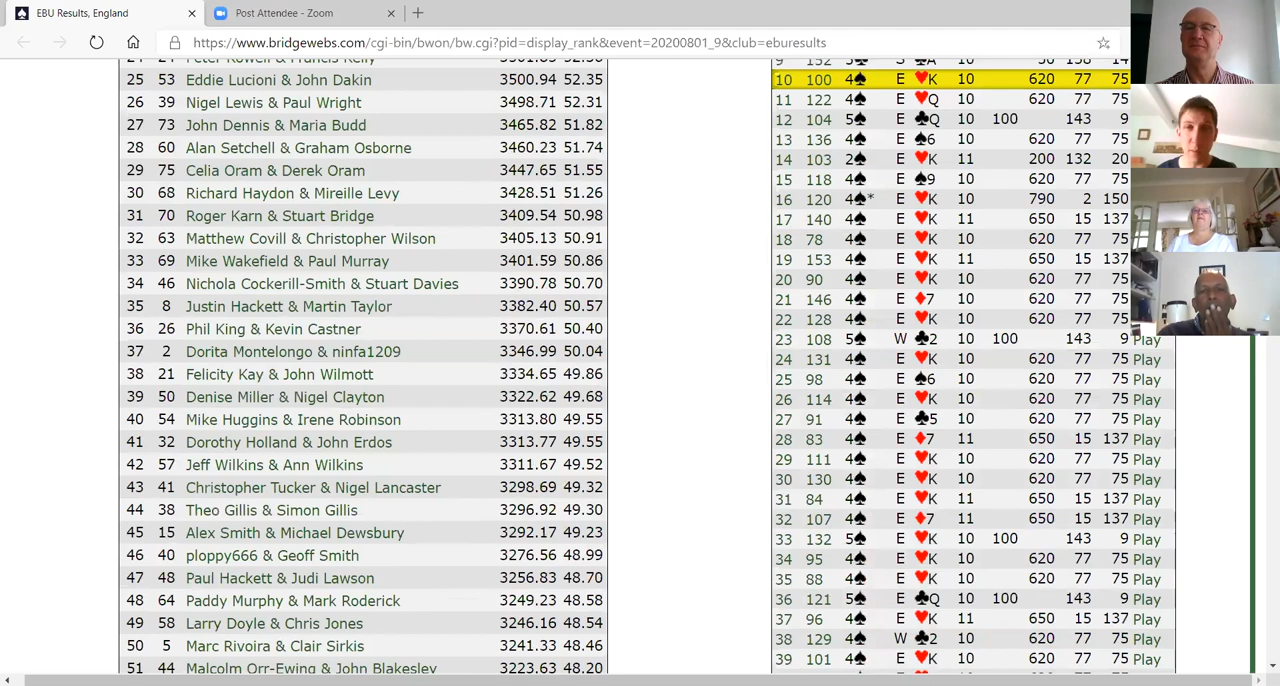 EBU Results, England
Post Attendee - Zoom
https://www.bridgewebs.com/cgi-bin/bwon/bw.cgi?pid=display_rank&event=20200801_9&club=eburesults
25 53 Eddie Lucioni & John Dakin 3500.94 52.35
26 39 Nigel Lewis & Paul Wright 3498.71 52.31
27 73 John Dennis & Maria Budd 3465.82 51.82
28 60 Alan Setchell & Graham Osborne 3460.23 51.74
29 75 Celia Oram & Derek Oram 3447.65 51.55
30 68 Richard Haydon & Mireille Levy 3428.51 51.26
31 70 Roger Karn & Stuart Bridge 3409.54 50.98
32 63 Matthew Covill & Christopher Wilson 3405.13 50.91
33 69 Mike Wakefield & Paul Murray 3401.59 50.86
34 46 Nichola Cockerill-Smith & Stuart Davies 3390.78 50.70
35 8 Justin Hackett & Martin Taylor 3382.40 50.57
36 26 Phil King & Kevin Castner 3370.61 50.40
37 2 Dorita Montelongo & ninfa1209 3346.99 50.04
38 21 Felicity Kay & John Wilmott 3334.65 49.86
39 50 Denise Miller & Nigel Clayton 3322.62 49.68
40 54 Mike Huggins & Irene Robinson 3313.80 49.55
41 32 Dorothy Holland & John Erdos 3313.77 49.55
42 57 Jeff Wilkins & Ann Wilkins 3311.67 49.52
43 41 Christopher Tucker & Nigel Lancaster 3298.69 49.32
44 38 Theo Gillis & Simon Gillis 3296.92 49.30
45 15 Alex Smith & Michael Dewsbury 3292.17 49.23
46 40 ploppy666 & Geoff Smith 3276.56 48.99
47 48 Paul Hackett & Judi Lawson 3256.83 48.70
48 64 Paddy Murphy & Mark Roderick 3249.23 48.58
49 58 Larry Doyle & Chris Jones 3246.16 48.54
50 5 Marc Rivoira & Clair Sirkis 3241.33 48.46
51 44 Malcolm Orr-Ewing & John Blakesley 3223.63 48.20
10 100 4♠ E ♥K 10 620 77 75
11 122 4♠ E ♥Q 10 620 77 75
12 104 5♠ E ♣Q 10 100 143 9
13 136 4♠ E ♠6 10 620 77 75
14 103 2♠ E ♥K 11 200 132 20
15 118 4♠ E ♠9 10 620 77 75
16 120 4♠* E ♥K 10 790 2 150
17 140 4♠ E ♥K 11 650 15 137
18 78 4♠ E ♥K 10 620 77 75
19 153 4♠ E ♥K 11 650 15 137
20 90 4♠ E ♥K 10 620 77 75
21 146 4♠ E ♦7 10 620 77 75
22 128 4♠ E ♥K 10 620 77 75
23 108 5♠ W ♣2 10 100 143 9 Play
24 131 4♠ E ♥K 10 620 77 75 Play
25 98 4♠ E ♠6 10 620 77 75 Play
26 114 4♠ E ♥K 10 620 77 75 Play
27 91 4♠ E ♣5 10 620 77 75 Play
28 83 4♠ E ♦7 11 650 15 137 Play
29 111 4♠ E ♥K 10 620 77 75 Play
30 130 4♠ E ♥K 10 620 77 75 Play
31 84 4♠ E ♥K 11 650 15 137 Play
32 107 4♠ E ♦7 11 650 15 137 Play
33 132 5♠ E ♥K 10 100 143 9 Play
34 95 4♠ E ♥K 10 620 77 75 Play
35 88 4♠ E ♥K 10 620 77 75 Play
36 121 5♠ E ♣Q 10 100 143 9 Play
37 96 4♠ E ♥K 11 650 15 137 Play
38 129 4♠ W ♣2 10 620 77 75 Play
39 101 4♠ E ♥K 10 620 77 75 Play